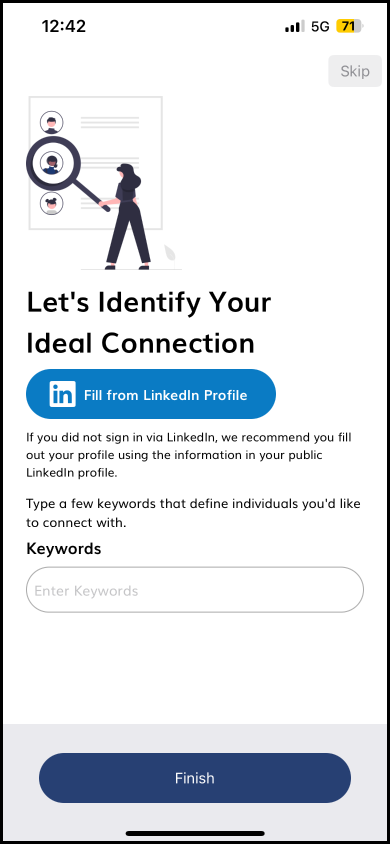 12:42
5G
71
Skip
Let's Identify Your
Ideal Connection
in Fill from LinkedIn Profile
If you did not sign in via LinkedIn, we recommend you fill
out your profile using the information in your public
LinkedIn profile.
Type a few keywords that define individuals you'd like
to connect with.
Keywords
Enter Keywords
Finish